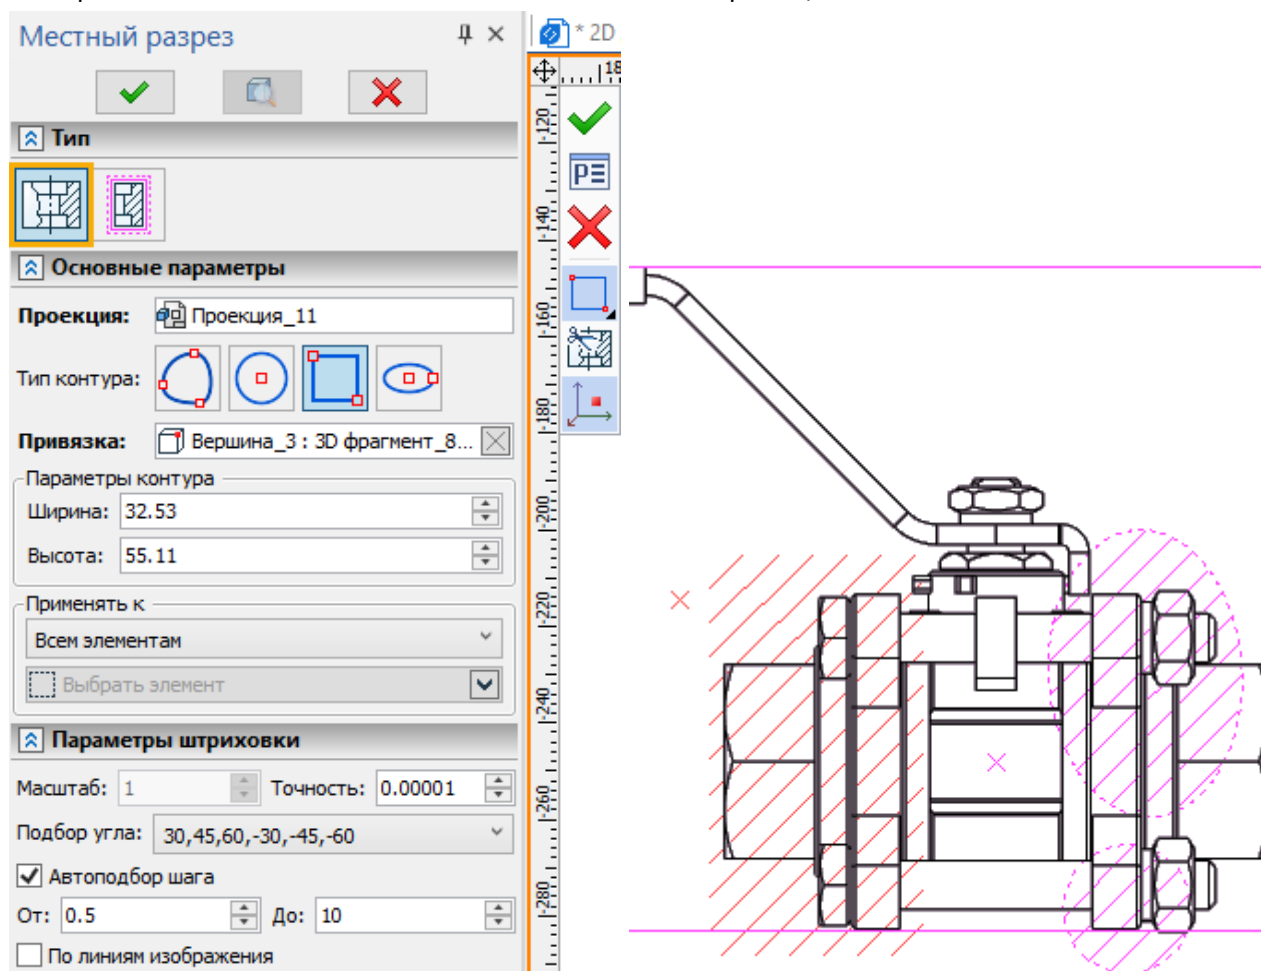 Местный разрез
* 2D
18
Тип
Основные параметры
Проекция: Проекция_11
Тип контура:
Привязка: Вершина_3 : 3D фрагмент_8...
Параметры контура
Ширина: 32.53
Высота: 55.11
Применять к
Всем элементам
Выбрать элемент
Параметры штриховки
Масштаб: 1 Точность: 0.00001
Подбор угла: 30,45,60,-30,-45,-60
Автоподбор шага
От: 0.5 До: 10
По линиям изображения
-120
-140
-160
-180
-200
-220
-240
-260
-280